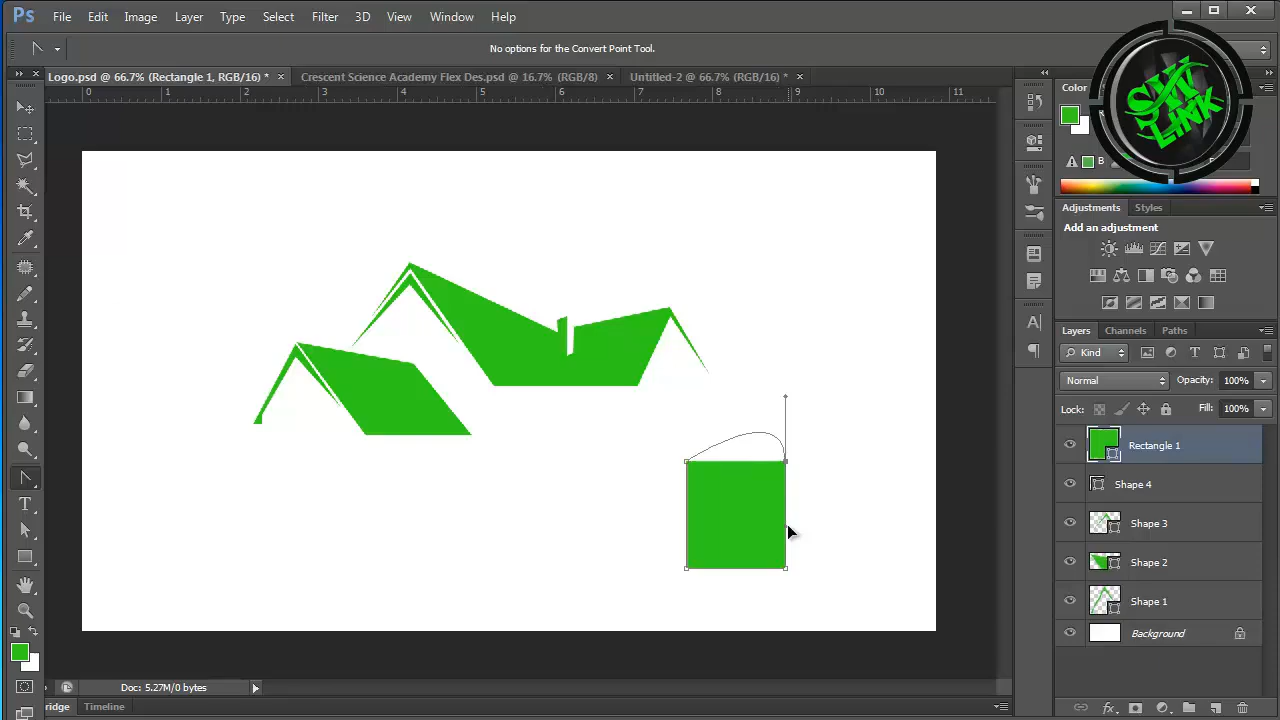 Ps File Edit Image Layer Type Select Filter 3D View Window Help
No options for the Convert Point Tool.
SKY LINK
Logo.psd @ 66.7% (Rectangle 1, RGB/16) * × Crescent Science Academy Flex Des.psd @ 16.7% (RGB/8) × Untitled-2 @ 66.7% (RGB/16) * ×
Color
0 1 2 3 4 5 6 7 8 9 10 11
B
Adjustments Styles
Add an adjustment
Layers Channels Paths
Kind T
Normal Opacity: 100%
Lock: Fill: 100%
Rectangle 1
Shape 4
Shape 3
Shape 2
Shape 1
Background
fx
T
A
Doc: 5.27M/0 bytes
ridge Timeline